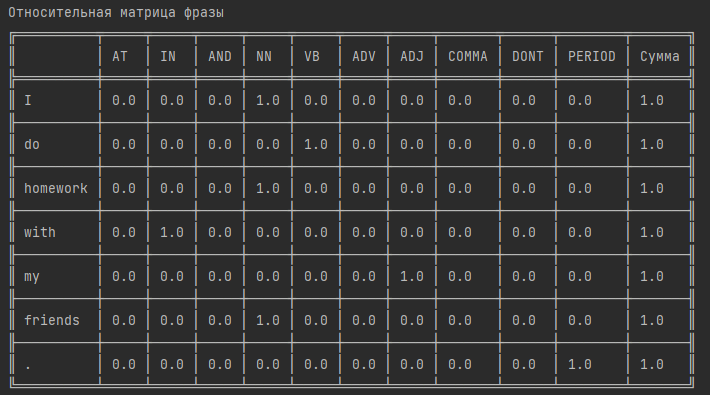 Относительная матрица фразы
AT IN AND NN VB ADV ADJ COMMA DONT PERIOD Сумма
I 0.0 0.0 0.0 1.0 0.0 0.0 0.0 0.0 0.0 0.0 1.0
do 0.0 0.0 0.0 0.0 1.0 0.0 0.0 0.0 0.0 0.0 1.0
homework 0.0 0.0 0.0 1.0 0.0 0.0 0.0 0.0 0.0 0.0 1.0
with 0.0 1.0 0.0 0.0 0.0 0.0 0.0 0.0 0.0 0.0 1.0
my 0.0 0.0 0.0 0.0 0.0 0.0 1.0 0.0 0.0 0.0 1.0
friends 0.0 0.0 0.0 1.0 0.0 0.0 0.0 0.0 0.0 0.0 1.0
. 0.0 0.0 0.0 0.0 0.0 0.0 0.0 0.0 0.0 1.0 1.0